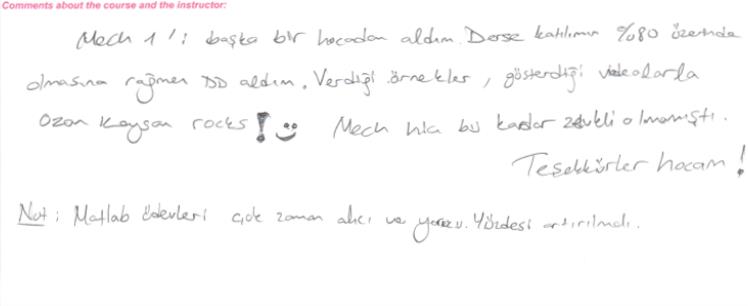 Comments about the course and the instructor:
Mech 1'i başka bir hocadan aldım. Derse katılımım %80 üzerinde
olmasına rağmen DD aldım. Verdiği örnekler, gösterdiği videolarla
Ozan Keysan rocks! :)
Mech hiç bu kadar zevkli olmamıştı.
Teşekkürler hocam!
Not: Matlab ödevleri çok zaman alıcı ve yorucu. Yüzdesi artırılmalı.